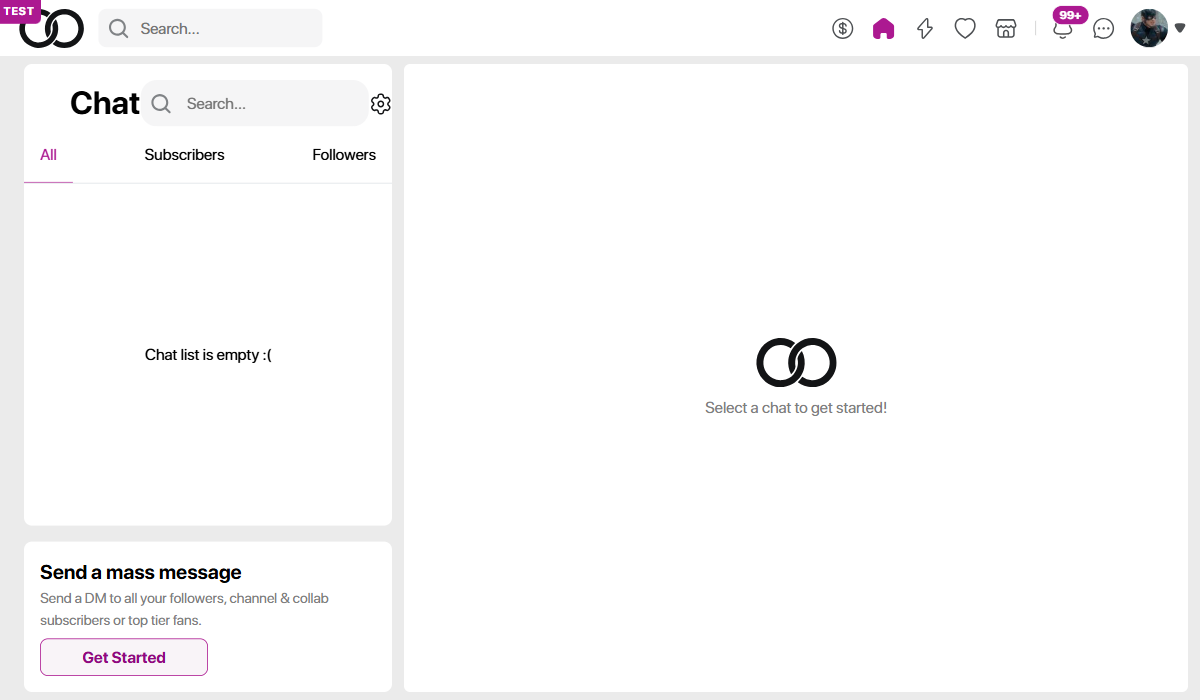 TEST
Search...
99+
Chat
Search...
All
Subscribers
Followers
Chat list is empty :(
Select a chat to get started!
Send a mass message
Send a DM to all your followers, channel & collab
subscribers or top tier fans.
Get Started